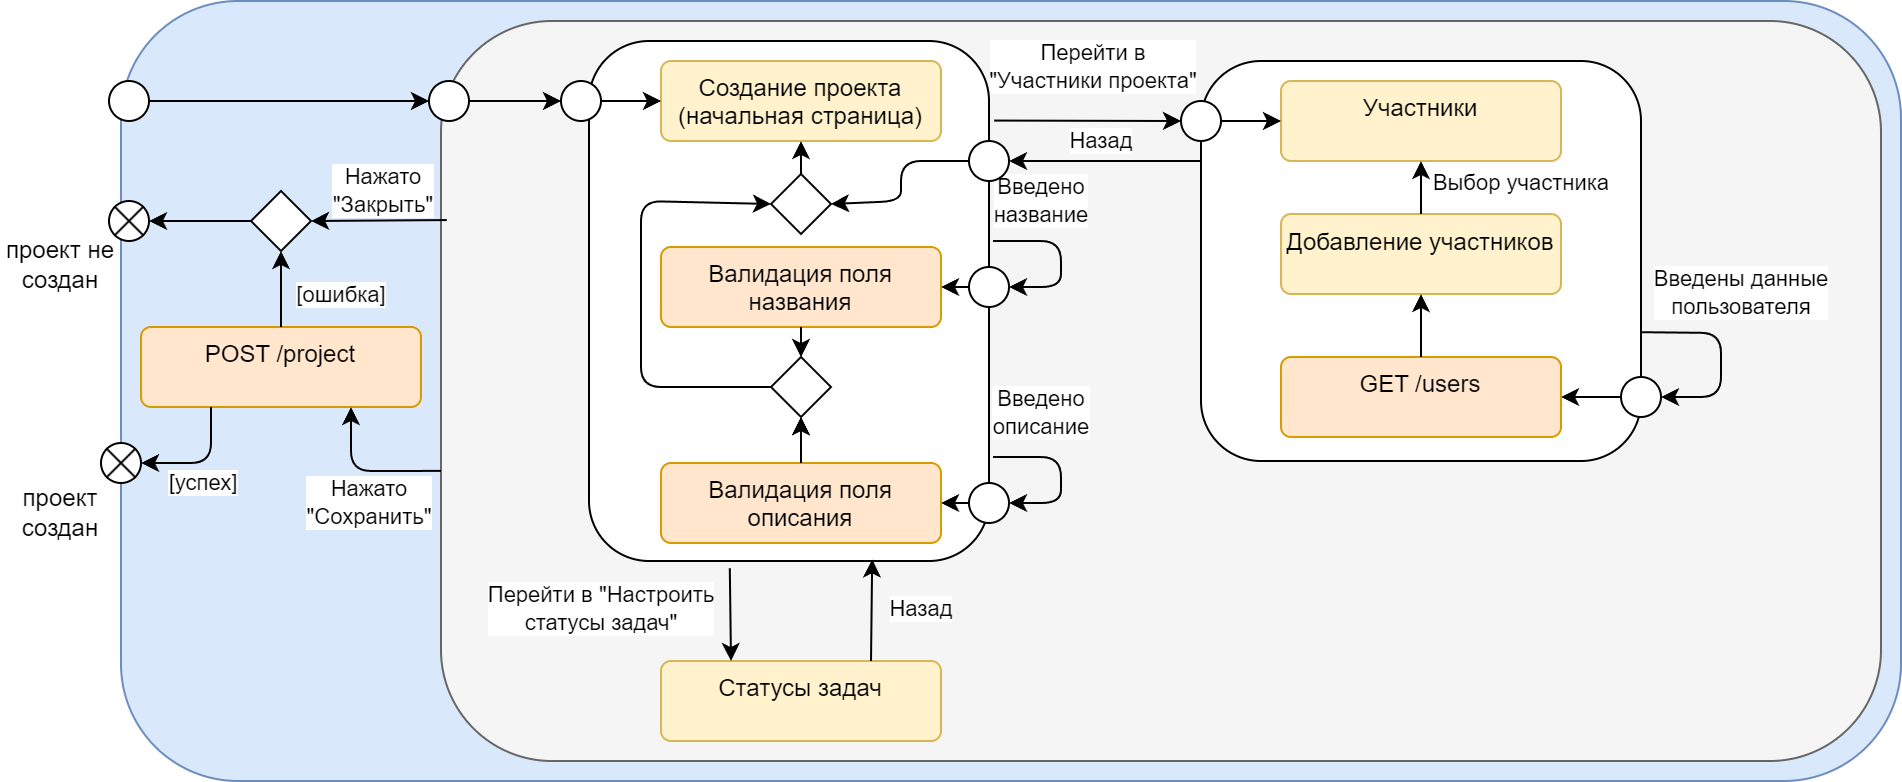 Создание проекта
(начальная страница)
Перейти в
"Участники проекта"
Участники
Назад
Нажато
"Закрыть"
Введено
название
Выбор участника
проект не
создан
Добавление участников
Валидация поля
названия
[ошибка]
Введены данные
пользователя
POST /project
GET /users
Введено
описание
[успех]
проект
создан
Нажато
"Сохранить"
Валидация поля
описания
Перейти в "Настроить
статусы задач"
Назад
Статусы задач